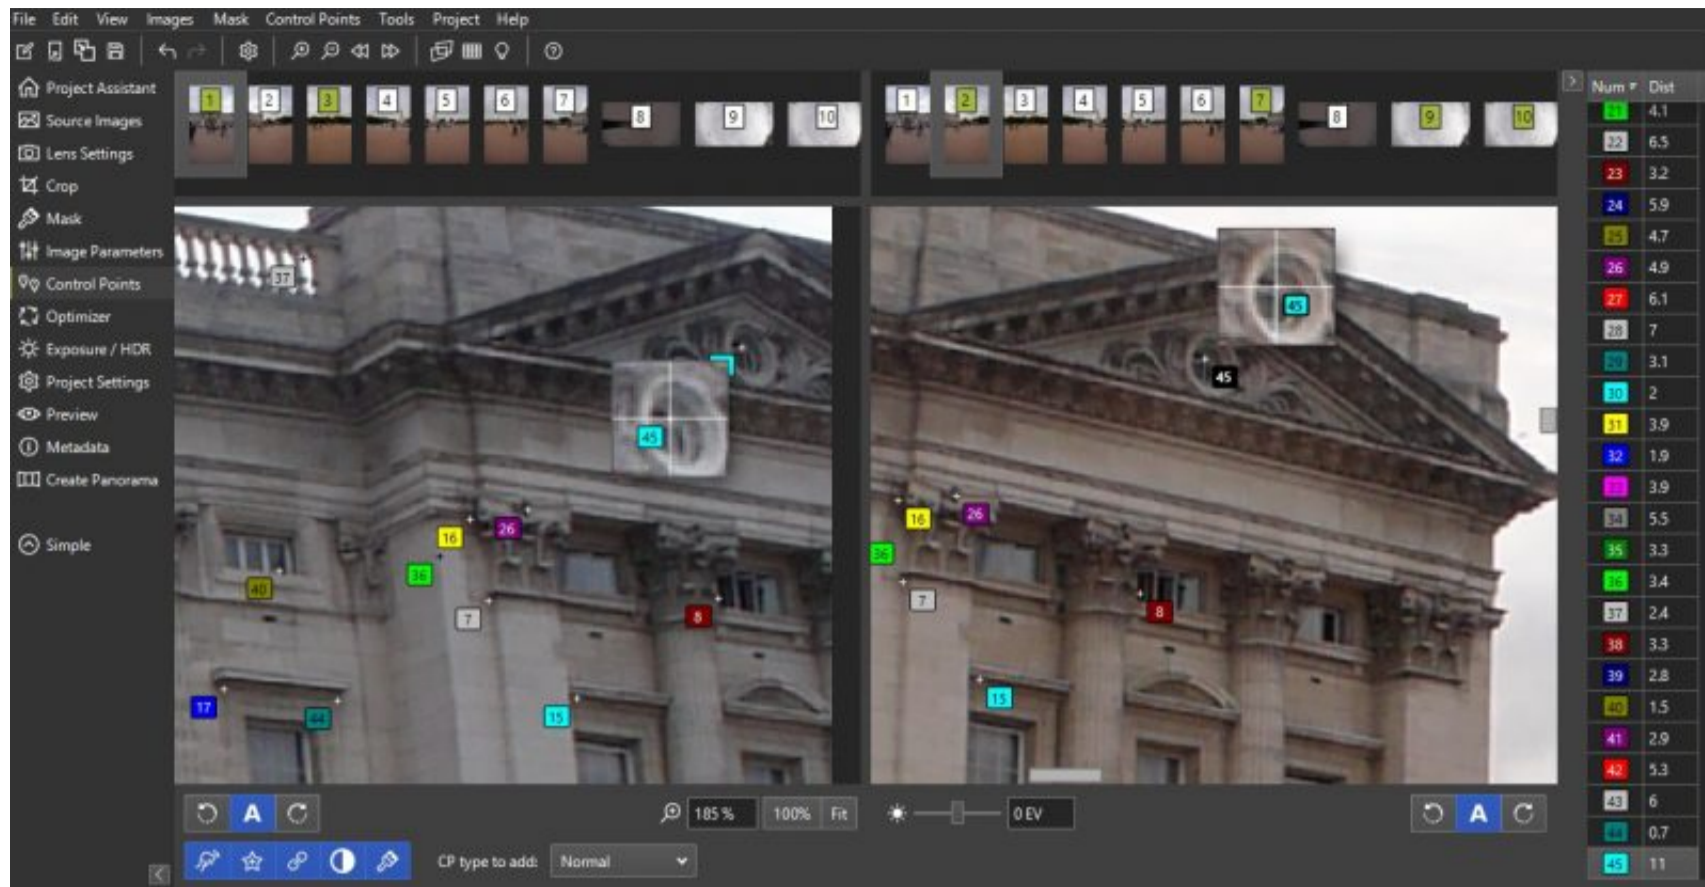 File Edit View Images Mask Control Points Tools Project Help
Project Assistant
Source Images
Lens Settings
Crop
Mask
Image Parameters
Control Points
Optimizer
Exposure / HDR
Project Settings
Preview
Metadata
Create Panorama
Simple
1 2 3 4 5 6 7 8 9 10
1 2 3 4 5 6 7 8 9 10
37
45
16 26
36
40
7
8
17
44
15
45
45
16 26
36
7
8
15
A
185 % 100% Fit
0 EV
A
CP type to add: Normal
Num Dist
21 4.1
22 6.5
23 3.2
24 5.9
25 4.7
26 4.9
27 6.1
28 7
29 3.1
30 2
31 3.9
32 1.9
33 3.9
34 5.5
35 3.3
36 3.4
37 2.4
38 3.3
39 2.8
40 1.5
41 2.9
42 5.3
43 6
44 0.7
45 11